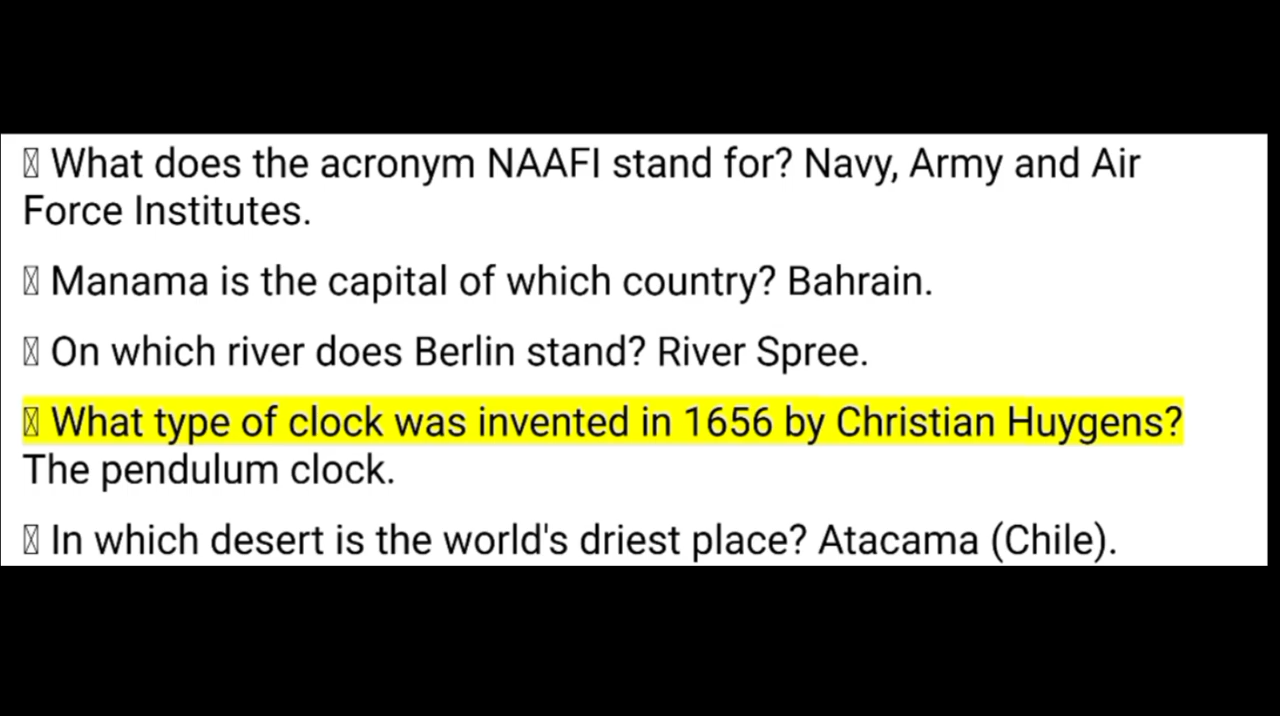 What does the acronym NAAFI stand for? Navy, Army and Air
Force Institutes.
Manama is the capital of which country? Bahrain.
On which river does Berlin stand? River Spree.
What type of clock was invented in 1656 by Christian Huygens?
The pendulum clock.
In which desert is the world's driest place? Atacama (Chile).